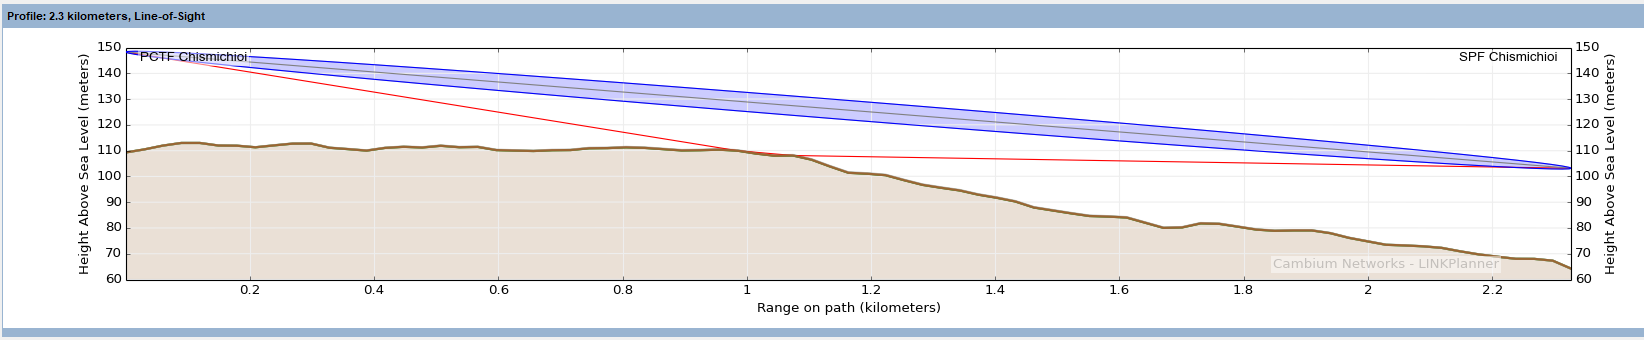 Profile: 2.3 kilometers, Line-of-Sight
PCTF Chismichioi
SPF Chismichioi
Height Above Sea Level (meters)
150
140
130
120
110
100
90
80
70
60
150
140
130
120
110
100
90
80
70
60
Height Above Sea Level (meters)
Cambium Networks - LINKPlanner
0.2 0.4 0.6 0.8 1 1.2 1.4 1.6 1.8 2 2.2
Range on path (kilometers)